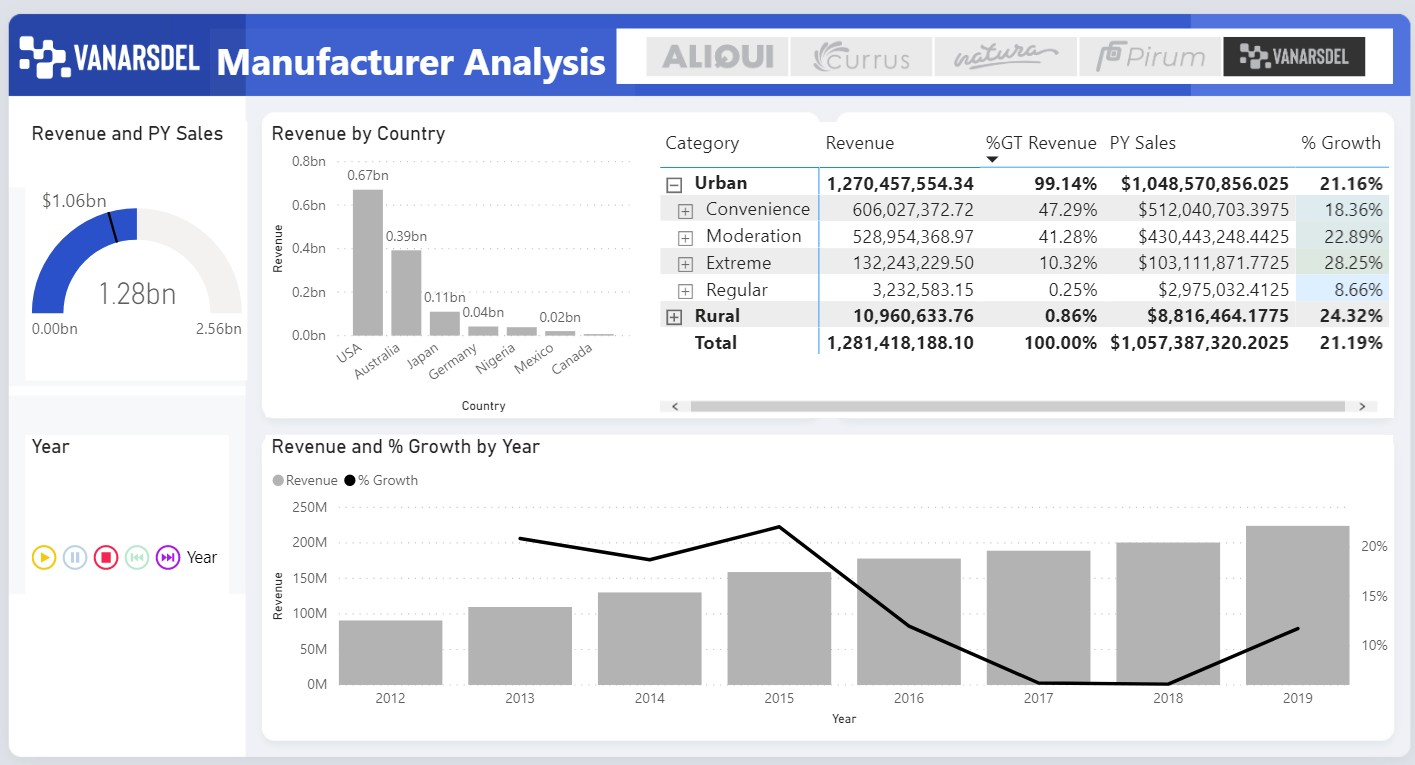 VANARSDEL
Manufacturer Analysis
ALIQUI
Currus
natura
Pirum
VANARSDEL
Revenue and PY Sales
$1.06bn
1.28bn
0.00bn
2.56bn
Year
Year
Revenue by Country
Revenue
0.8bn
0.6bn
0.4bn
0.2bn
0.0bn
0.67bn
0.39bn
0.11bn
0.04bn
0.02bn
USA
Australia
Japan
Germany
Nigeria
Mexico
Canada
Country
Category Revenue %GT Revenue PY Sales % Growth
Urban 1,270,457,554.34 99.14% $1,048,570,856.025 21.16%
Convenience 606,027,372.72 47.29% $512,040,703.3975 18.36%
Moderation 528,954,368.97 41.28% $430,443,248.4425 22.89%
Extreme 132,243,229.50 10.32% $103,111,871.7725 28.25%
Regular 3,232,583.15 0.25% $2,975,032.4125 8.66%
Rural 10,960,633.76 0.86% $8,816,464.1775 24.32%
Total 1,281,418,188.10 100.00% $1,057,387,320.2025 21.19%
Revenue and % Growth by Year
Revenue % Growth
Revenue
250M
200M
150M
100M
50M
0M
20%
15%
10%
2012 2013 2014 2015 2016 2017 2018 2019
Year